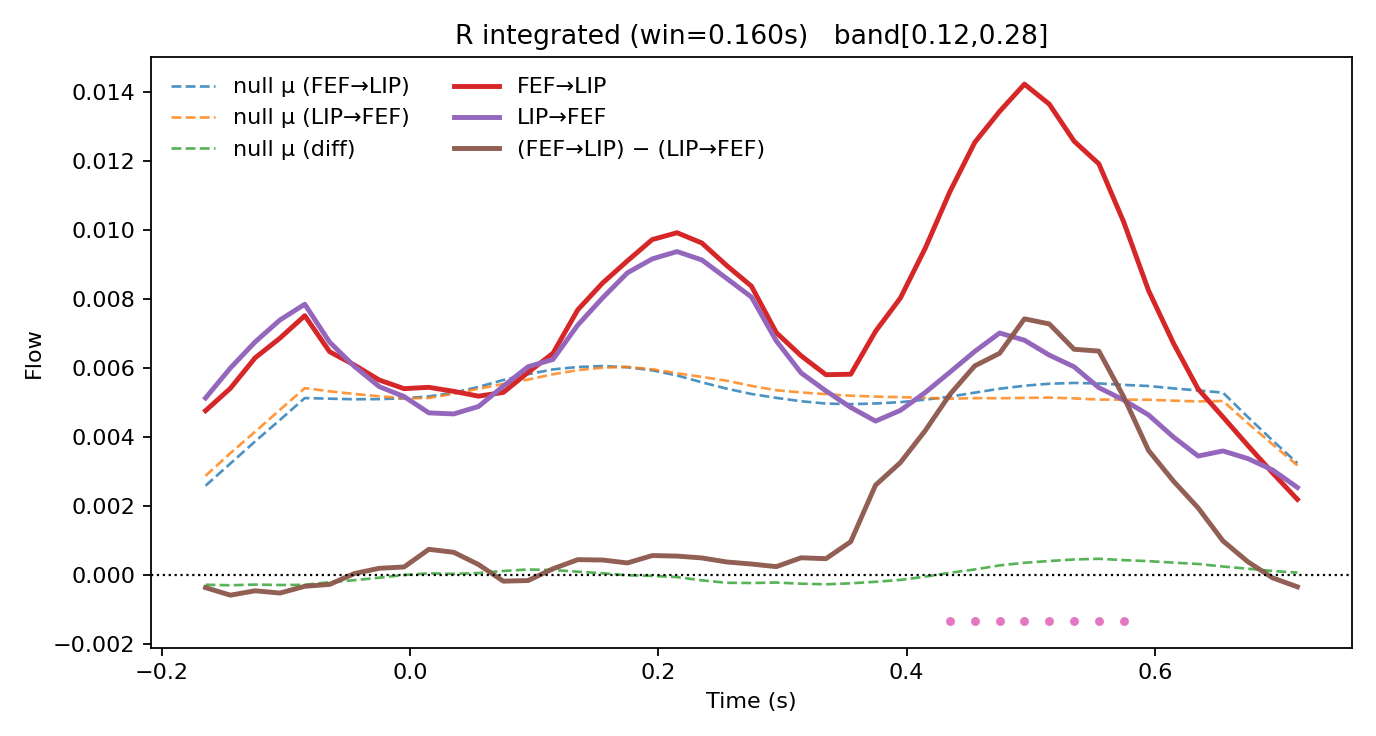 R integrated (win=0.160s)   band[0.12,0.28]
null μ (FEF→LIP)
null μ (LIP→FEF)
null μ (diff)
FEF→LIP
LIP→FEF
(FEF→LIP) − (LIP→FEF)
0.014
0.012
0.010
0.008
0.006
0.004
0.002
0.000
−0.002
Flow
−0.2
0.0
0.2
0.4
0.6
Time (s)